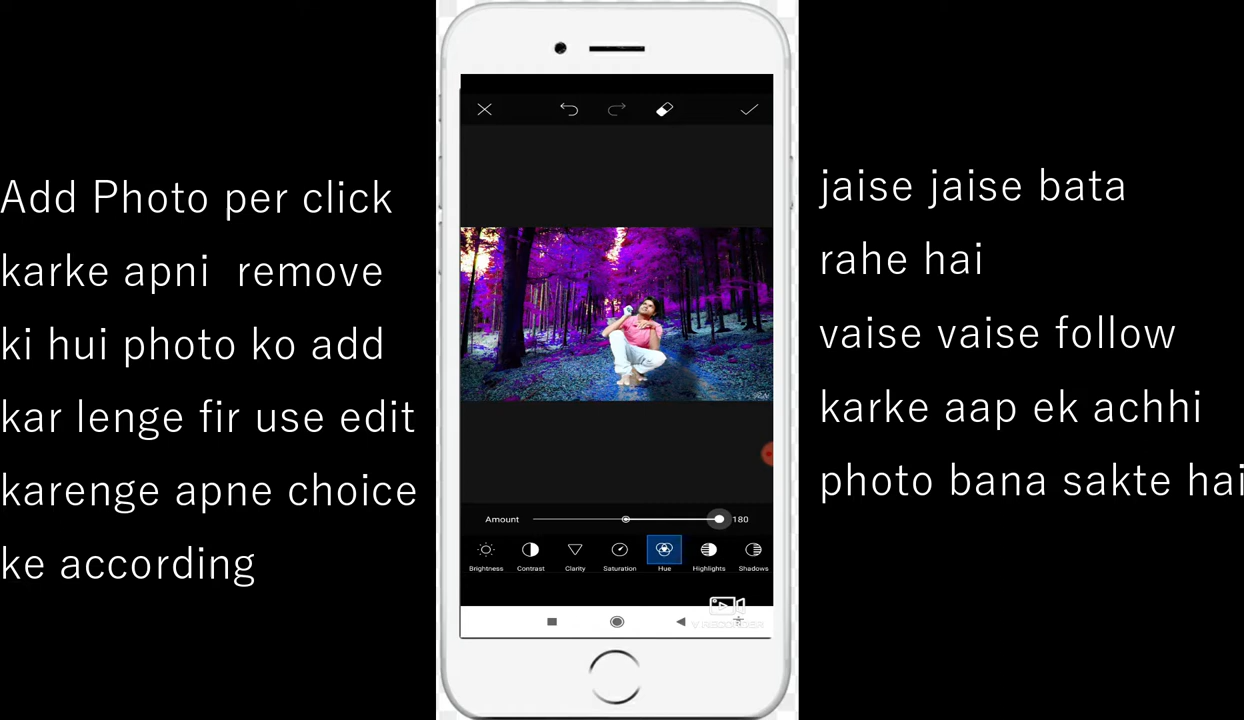 Add Photo per click
karke apni remove
ki hui photo ko add
kar lenge fir use edit
karenge apne choice
ke according
Amount 180
Brightness Contrast Clarity Saturation Hue Highlights Shadows
V RECORDER
jaise jaise bata
rahe hai
vaise vaise follow
karke aap ek achhi
photo bana sakte hai